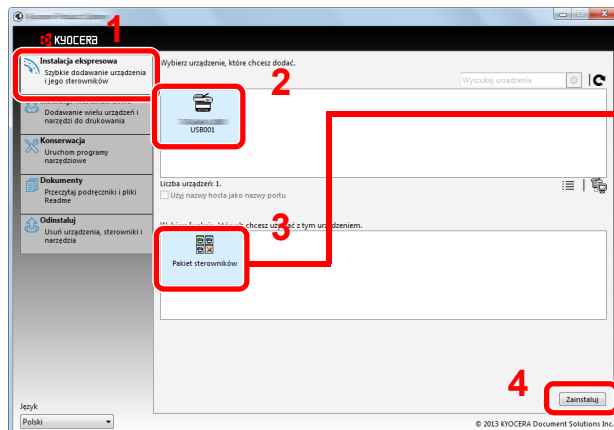 1
KYOCERA
Instalacja ekspresowa
Szybkie dodawanie urządzenia
i jego sterowników
Wybierz urządzenie, które chcesz dodać.
2
Wyszukaj urządzenia
USB001
Dodawanie wielu urządzeń i
narzędzi do drukowania
Konserwacja
Uruchom programy
narzędziowe
Dokumenty
Przeczytaj podręczniki i pliki
Readme
Odinstaluj
Usuń urządzenia, sterowniki i
narzędzia
Liczba urządzeń: 1.
Użyj nazwy hosta jako nazwy portu
których chcesz z tym urządzeniem.
3
Pakiet sterowników
4
Zainstaluj
Język
Polski
© 2013 KYOCERA Document Solutions Inc.